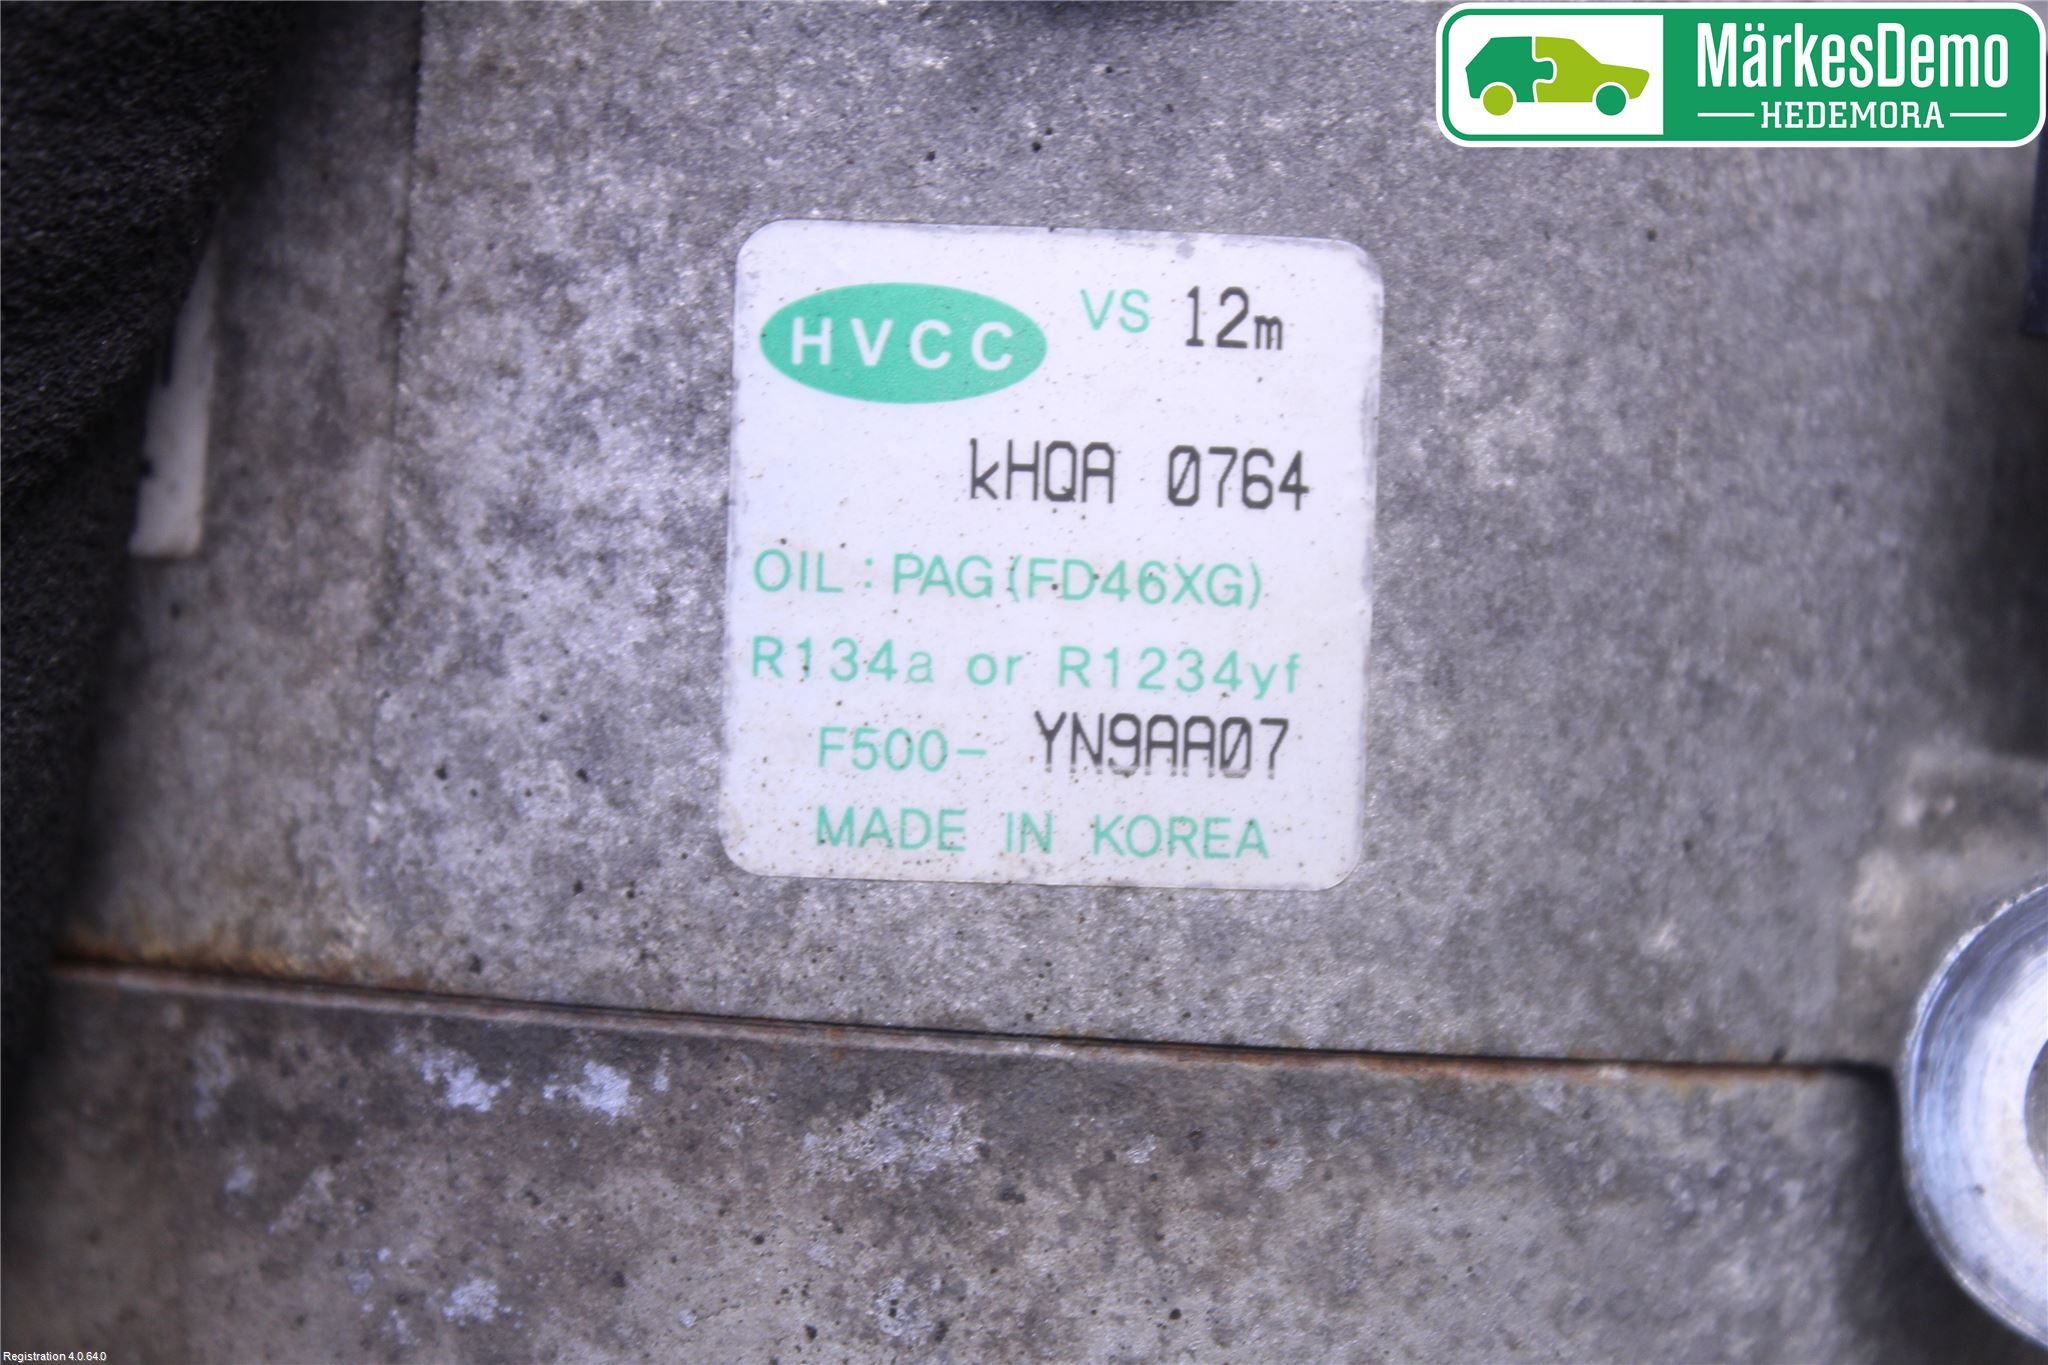 MärkesDemo
HEDEMORA
HVCC VS 12m
kHQA 0764
OIL : PAG(FD46XG)
R134a or R1234yf
F500- YN9AA07
MADE IN KOREA
Registration 4.0.64.0